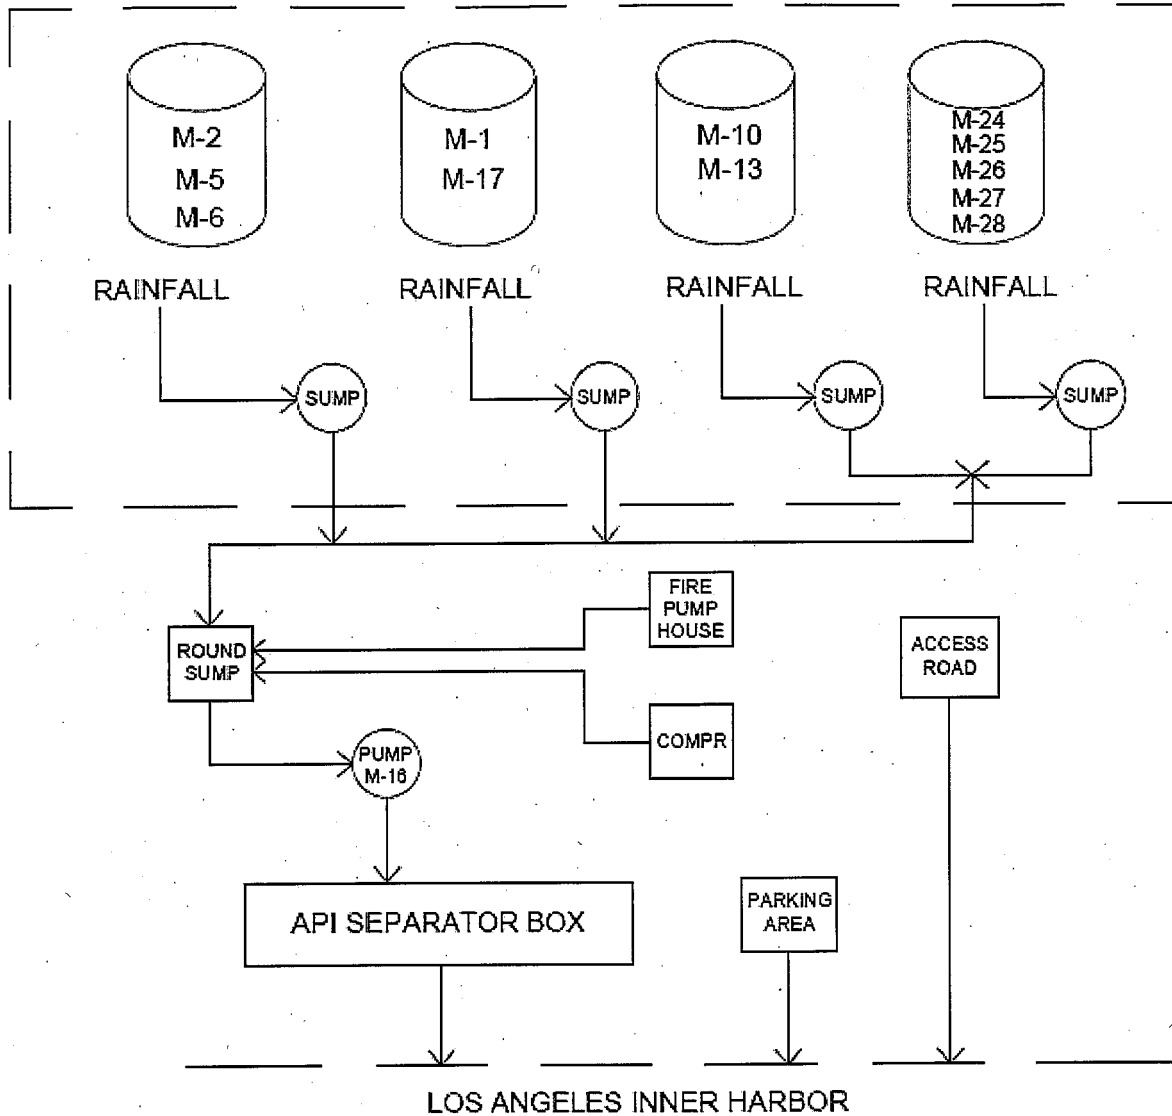 M-2
M-5
M-6
M-1
M-17
M-10
M-13
M-24
M-25
M-26
M-27
M-28
RAINFALL
RAINFALL
RAINFALL
RAINFALL
SUMP
SUMP
SUMP
SUMP
FIRE
PUMP
HOUSE
ROUND
SUMP
ACCESS
ROAD
COMPR
PUMP
M-16
API SEPARATOR BOX
PARKING
AREA
LOS ANGELES INNER HARBOR